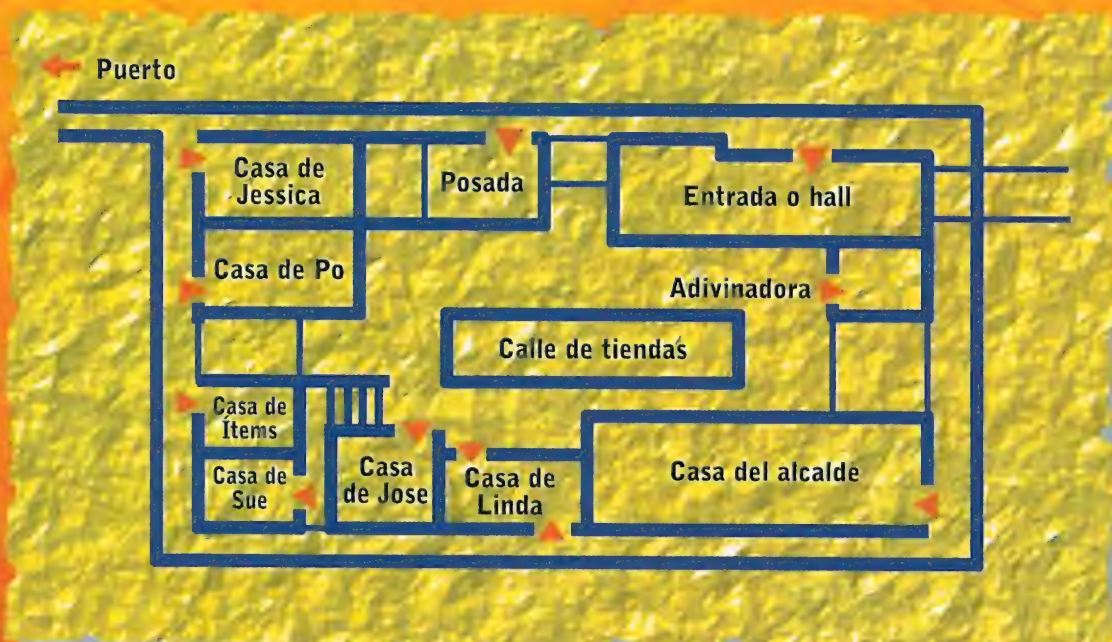 Puerto
Casa de
Jessica
Posada
Entrada o hall
Casa de Po
Adivinadora
Calle de tiendas
Casa de
Ítems
Casa de
Sue
Casa
de Jose
Casa de
Linda
Casa del alcalde